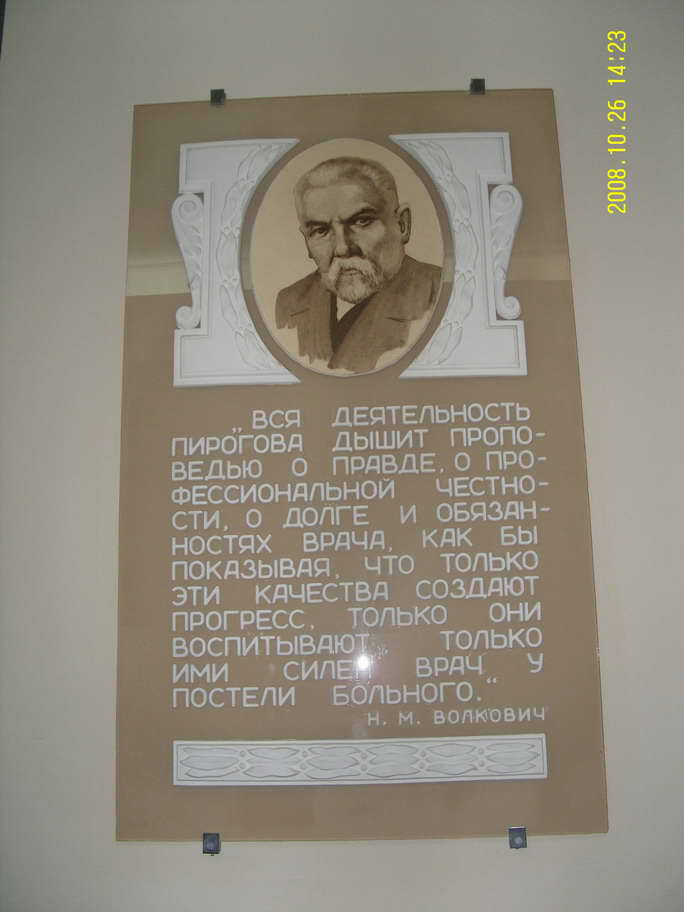 2008.10.26 14:23
„ВСЯ ДЕЯТЕЛЬНОСТЬ
ПИРОГОВА ДЫШИТ ПРОПО-
ВЕДЬЮ О ПРАВДЕ, О ПРО-
ФЕССИОНАЛЬНОЙ ЧЕСТНО-
СТИ, О ДОЛГЕ И ОБЯЗАН-
НОСТЯХ ВРАЧА, КАК БЫ
ПОКАЗЫВАЯ, ЧТО ТОЛЬКО
ЭТИ КАЧЕСТВА СОЗДАЮТ
ПРОГРЕСС, ТОЛЬКО ОНИ
ВОСПИТЫВАЮТ, ТОЛЬКО
ИМИ СИЛЕН ВРАЧ У
ПОСТЕЛИ БОЛЬНОГО."
Н. М. ВОЛКОВИЧ